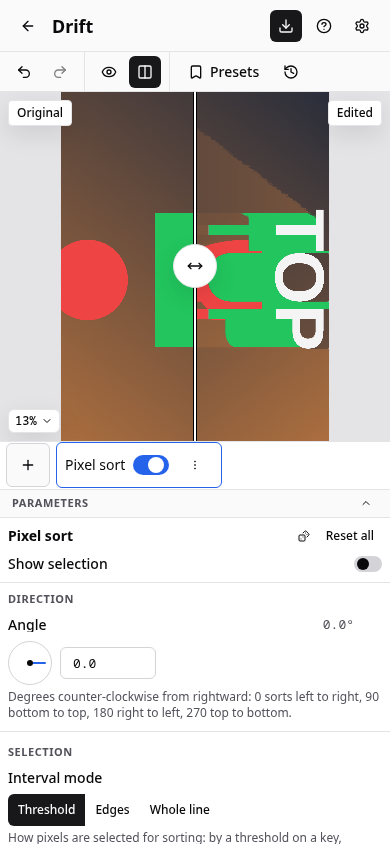 Drift
Presets
Original
Edited
TOP
13%
Pixel sort
PARAMETERS
Pixel sort
Reset all
Show selection
DIRECTION
Angle
0.0°
0.0
Degrees counter-clockwise from rightward: 0 sorts left to right, 90
bottom to top, 180 right to left, 270 top to bottom.
SELECTION
Interval mode
Threshold
Edges
Whole line
How pixels are selected for sorting: by a threshold on a key,